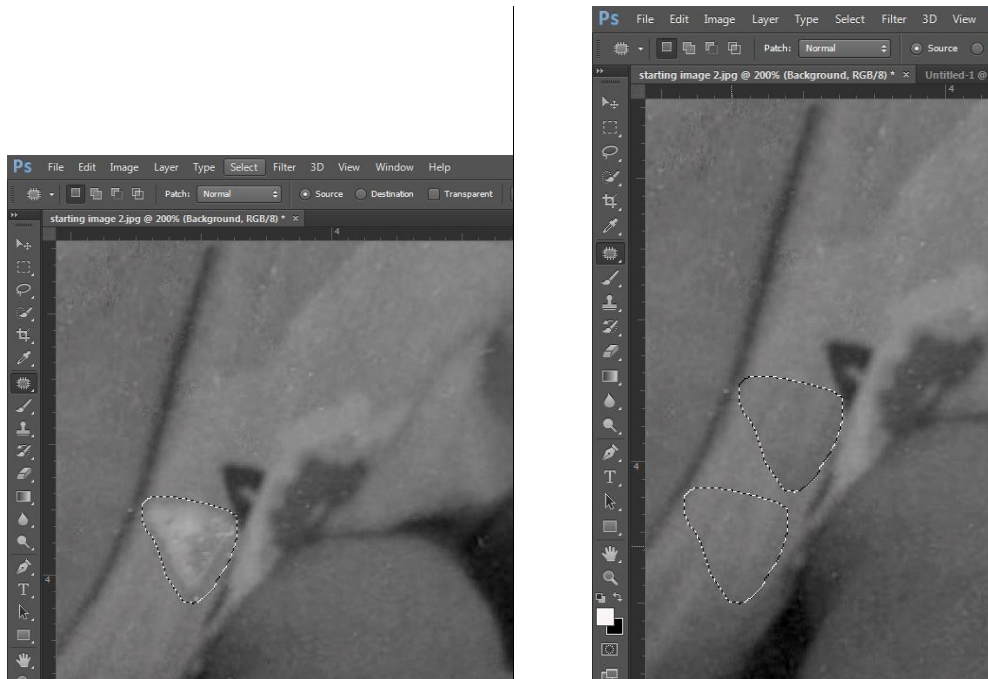 Ps File Edit Image Layer Type Select Filter 3D View Window Help
Patch: Normal Source Destination Transparent
starting image 2.jpg @ 200% (Background, RGB/8) * ×
4
4
Ps File Edit Image Layer Type Select Filter 3D View
Patch: Normal Source
starting image 2.jpg @ 200% (Background, RGB/8) * × Untitled-1 @
4
4